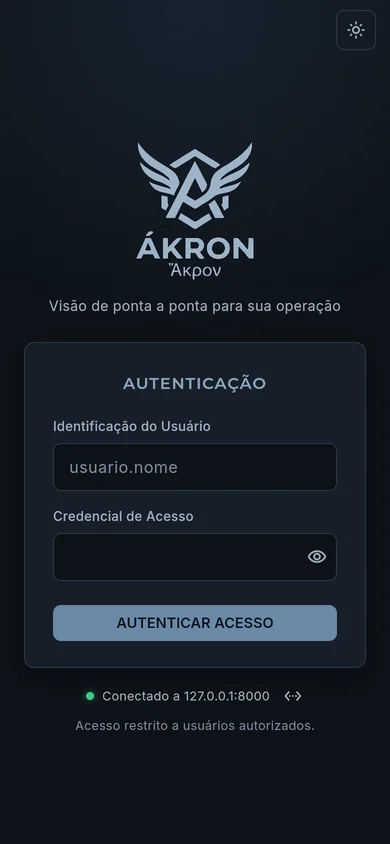 ÁKRON
Ἄκρον
Visão de ponta a ponta para sua operação
AUTENTICAÇÃO
Identificação do Usuário
usuario.nome
Credencial de Acesso
AUTENTICAR ACESSO
Conectado a 127.0.0.1:8000
Acesso restrito a usuários autorizados.